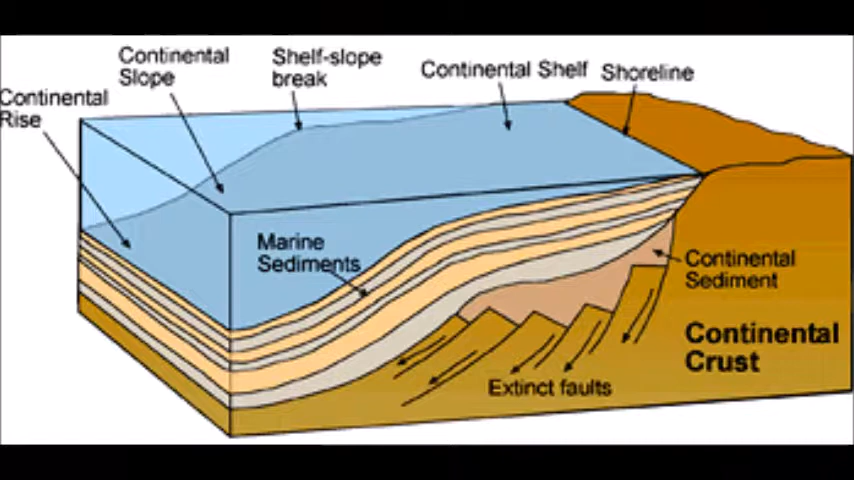 Continental
Slope
Shelf-slope
break
Continental Shelf
Shoreline
Continental
Rise
Marine
Sediments
Continental
Sediment
Continental
Crust
Extinct faults